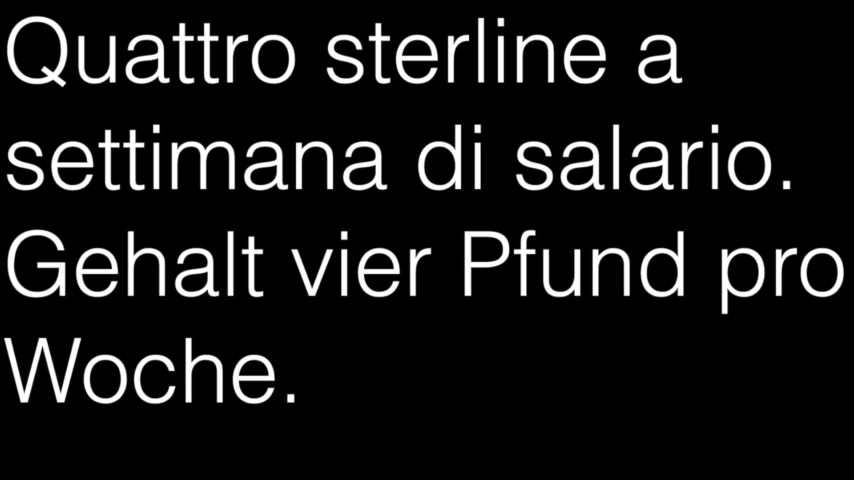 Quattro sterline a
settimana di salario.
Gehalt vier Pfund pro
Woche.